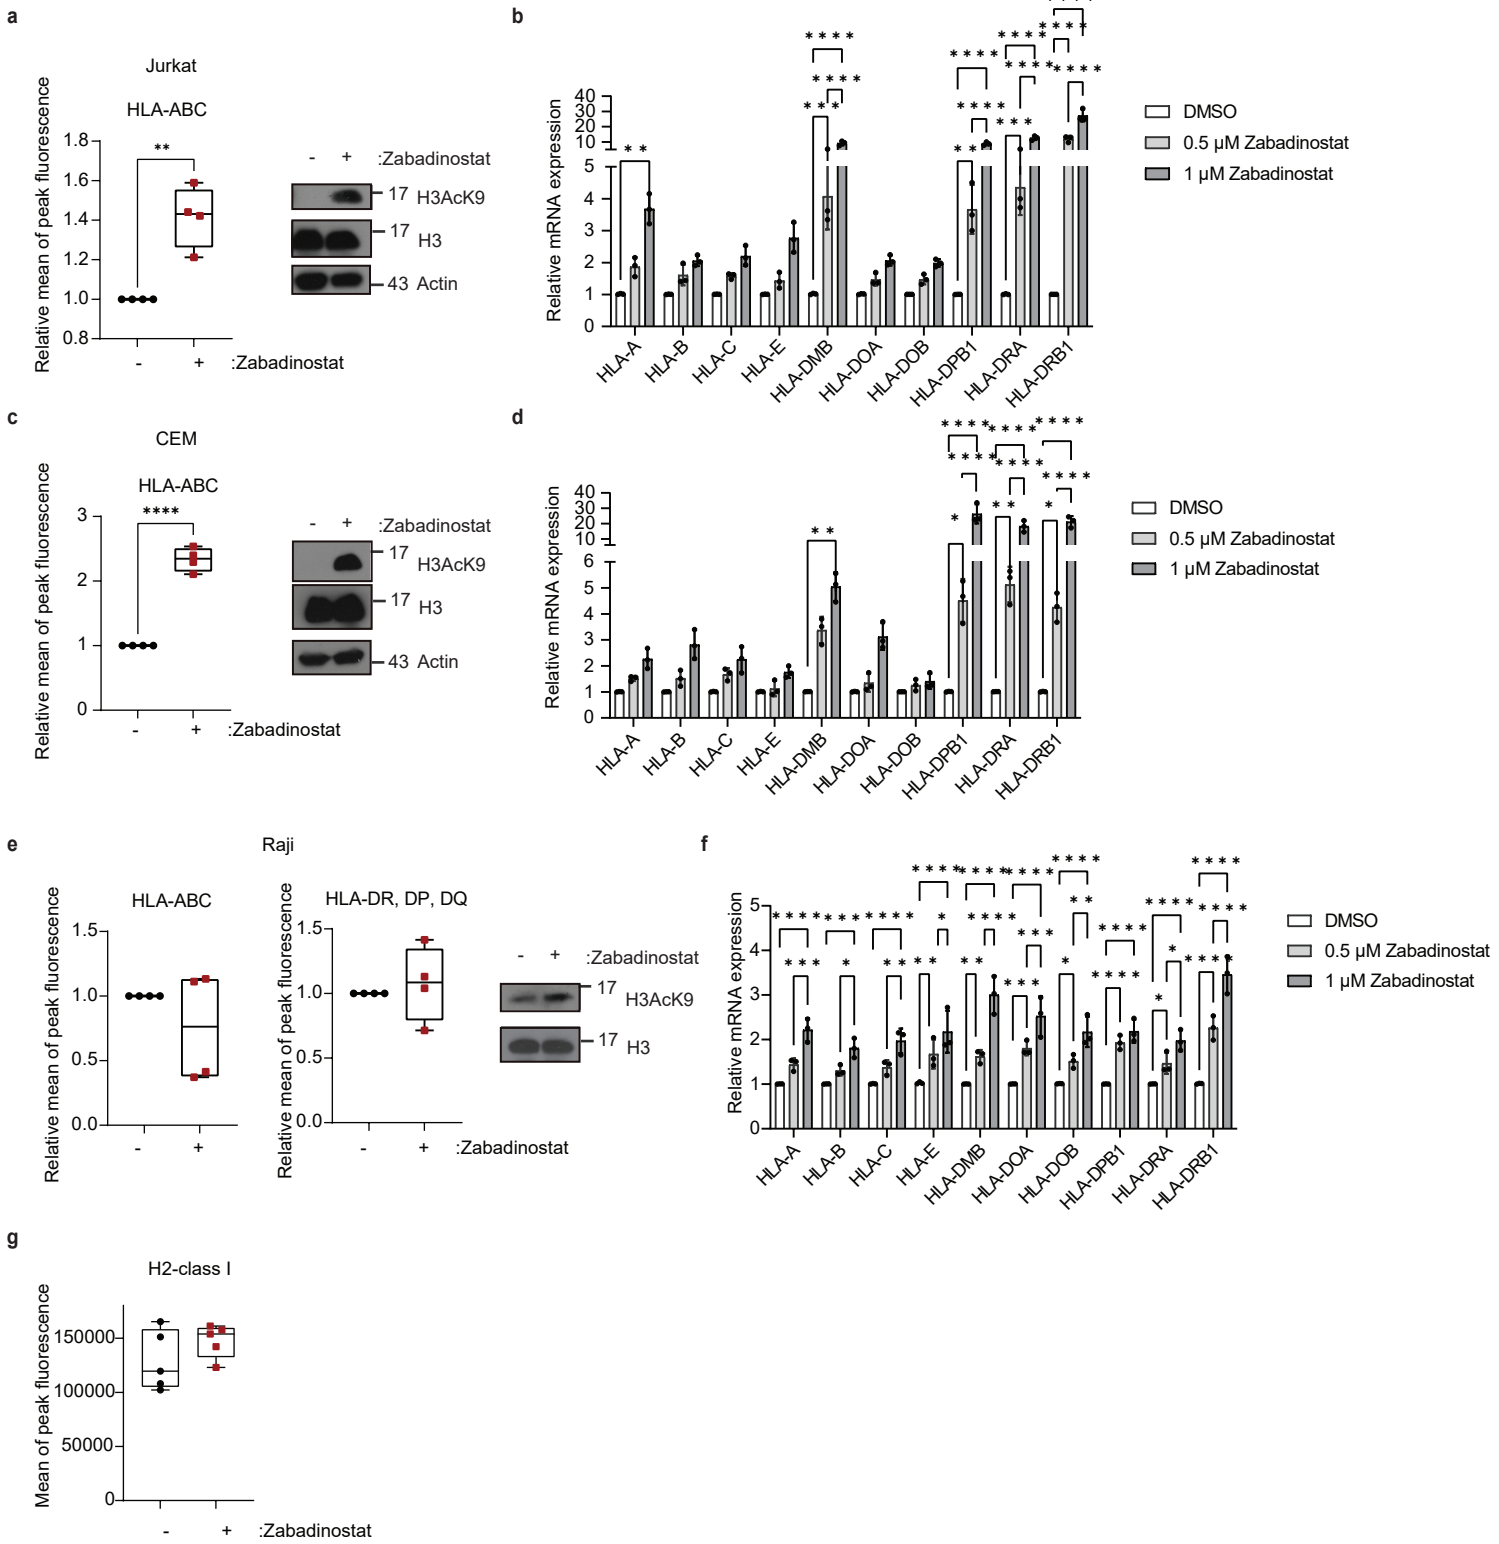 a
Jurkat
HLA-ABC
Relative mean of peak fluorescence
1.8
1.6
1.4
1.2
1.0
0.8
**
- + :Zabadinostat
- + :Zabadinostat
17 H3AcK9
17 H3
43 Actin
b
Relative mRNA expression
40
30
20
10
5
4
3
2
1
0
* *
* * * *
* * * *
* * *
* * * *
* * * *
* *
* * * *
* * * *
* * *
* * * *
* * * *
HLA-A
HLA-B
HLA-C
HLA-E
HLA-DMB
HLA-DOA
HLA-DOB
HLA-DPB1
HLA-DRA
HLA-DRB1
DMSO
0.5 µM Zabadinostat
1 µM Zabadinostat
c
CEM
HLA-ABC
Relative mean of peak fluorescence
3
2
1
0
****
- + :Zabadinostat
- + :Zabadinostat
17 H3AcK9
17 H3
43 Actin
d
Relative mRNA expression
40
30
20
10
6
5
4
3
2
1
0
* *
* * * *
* * * *
*
* * * *
* * * *
* *
* * * *
* * * *
*
HLA-A
HLA-B
HLA-C
HLA-E
HLA-DMB
HLA-DOA
HLA-DOB
HLA-DPB1
HLA-DRA
HLA-DRB1
DMSO
0.5 µM Zabadinostat
1 µM Zabadinostat
e
Raji
HLA-ABC
Relative mean of peak fluorescence
1.5
1.0
0.5
0.0
- +
HLA-DR, DP, DQ
Relative mean of peak fluorescence
1.5
1.0
0.5
0.0
- + :Zabadinostat
- + :Zabadinostat
17 H3AcK9
17 H3
f
Relative mRNA expression
5
4
3
2
1
0
* * * *
* * *
* * *
*
* * * *
* *
* * * *
*
* *
* * * *
* * * *
* *
* * * *
* * *
* * *
* * * *
* *
*
* * * *
* * * *
* * * *
*
*
* * * *
* * * *
* * * *
HLA-A
HLA-B
HLA-C
HLA-E
HLA-DMB
HLA-DOA
HLA-DOB
HLA-DPB1
HLA-DRA
HLA-DRB1
DMSO
0.5 µM Zabadinostat
1 µM Zabadinostat
g
H2-class I
Mean of peak fluorescence
150000
100000
50000
0
- + :Zabadinostat